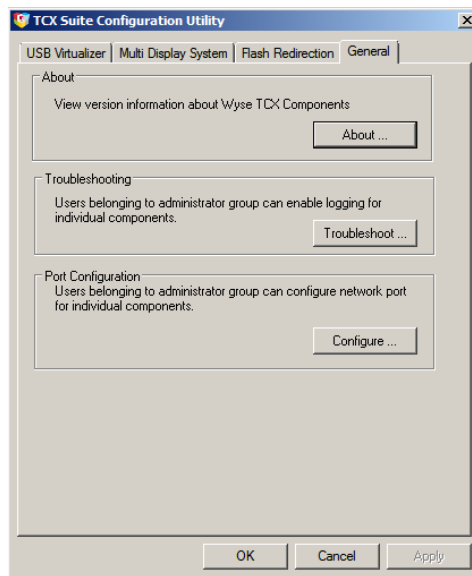 TCX Suite Configuration Utility
USB Virtualizer
Multi Display System
Flash Redirection
General
About
View version information about Wyse TCX Components
About ...
Troubleshooting
Users belonging to administrator group can enable logging for
individual components.
Troubleshoot ...
Port Configuration
Users belonging to administrator group can configure network port
for individual components.
Configure ...
OK
Cancel
Apply